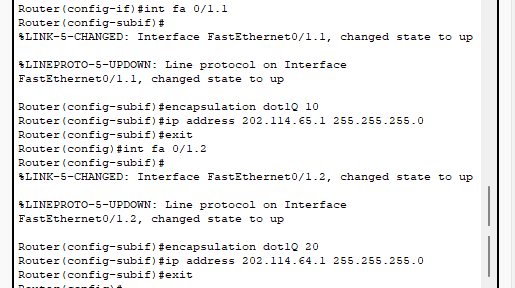 Router(config-if)#int fa 0/1.1
Router(config-subif)#
%LINK-5-CHANGED: Interface FastEthernet0/1.1, changed state to up
%LINEPROTO-5-UPDOWN: Line protocol on Interface
FastEthernet0/1.1, changed state to up
Router(config-subif)#encapsulation dot1Q 10
Router(config-subif)#ip address 202.114.65.1 255.255.255.0
Router(config-subif)#exit
Router(config)#int fa 0/1.2
Router(config-subif)#
%LINK-5-CHANGED: Interface FastEthernet0/1.2, changed state to up
%LINEPROTO-5-UPDOWN: Line protocol on Interface
FastEthernet0/1.2, changed state to up
Router(config-subif)#encapsulation dot1Q 20
Router(config-subif)#ip address 202.114.64.1 255.255.255.0
Router(config-subif)#exit
Router(config)#